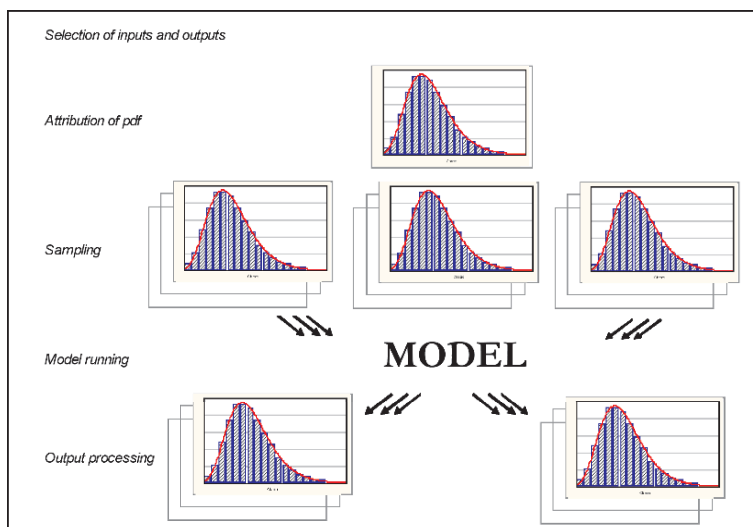 Selection of inputs and outputs
Attribution of pdf
Sampling
Model running
MODEL
Output processing